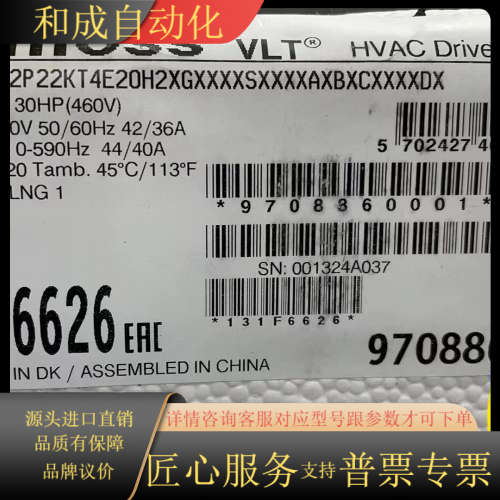 和成自动化
VLT® HVAC Drive
2P22KT4E20H2XGXXXXSXXXXAXBXCXXXXDX
30HP(460V)
0V 50/60Hz 42/36A
0-590Hz 44/40A
20 Tamb. 45°C/113°F
LNG 1
5 702427 4
*970883600001*
SN: 001324A037
6626 EAC
*131F6626*
97088
IN DK / ASSEMBLED IN CHINA
源头进口直销
品质有保障
品牌议价
详情咨询客服对应型号跟参数才可下单
匠心服务 支持 普票专票